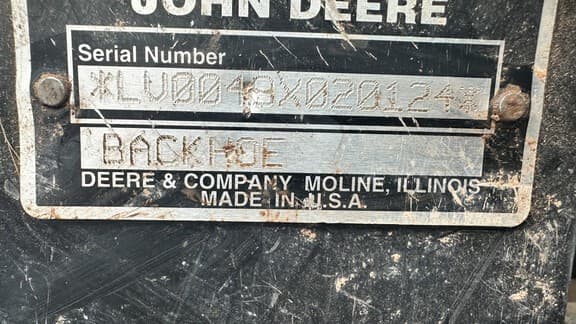 JOHN DEERE
Serial Number
*LV0048X020124*
BACKHOE
DEERE & COMPANY MOLINE, ILLINOIS
MADE IN U.S.A.